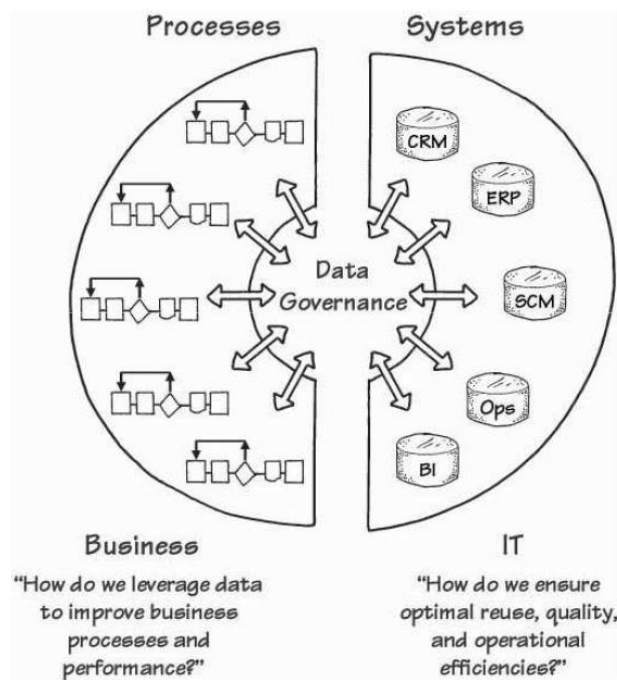 Processes
Systems
CRM
ERP
Data
Governance
SCM
Ops
BI
Business
IT
"How do we leverage data
to improve business
processes and
performance?"
"How do we ensure
optimal reuse, quality,
and operational
efficiencies?"